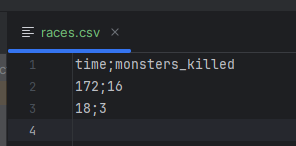 races.csv
1 time;monsters_killed
2 172;16
3 18;3
4